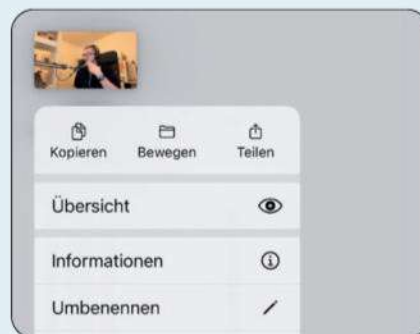 Kopieren Bewegen Teilen
Übersicht
Informationen
Umbenennen